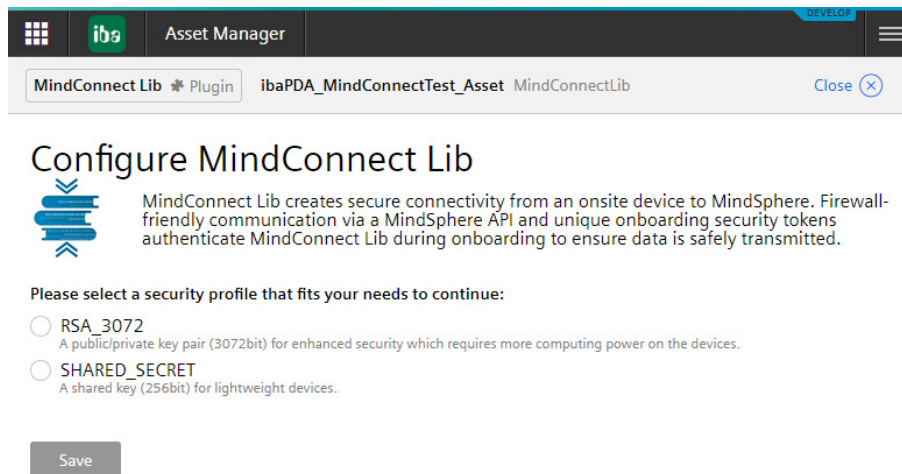 DEVELOP
iba Asset Manager
MindConnect Lib Plugin ibaPDA_MindConnectTest_Asset MindConnectLib Close
Configure MindConnect Lib
MindConnect Lib creates secure connectivity from an onsite device to MindSphere. Firewall-
friendly communication via a MindSphere API and unique onboarding security tokens
authenticate MindConnect Lib during onboarding to ensure data is safely transmitted.
Please select a security profile that fits your needs to continue:
RSA_3072
A public/private key pair (3072bit) for enhanced security which requires more computing power on the devices.
SHARED_SECRET
A shared key (256bit) for lightweight devices.
Save